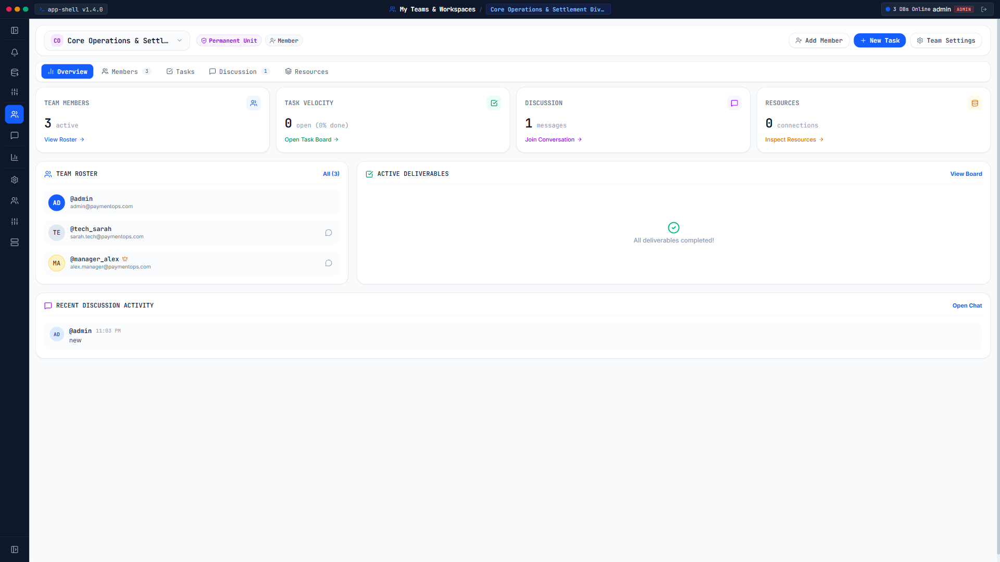 app-shell v1.4.0
My Teams & Workspaces / Core Operations & Settlement Div…
3 DBs Online admin ADMIN
CO Core Operations & Settl…
Permanent Unit
Member
Add Member
+ New Task
Team Settings
Overview
Members 3
Tasks
Discussion 1
Resources
TEAM MEMBERS
3 active
View Roster →
TASK VELOCITY
0 open (0% done)
Open Task Board →
DISCUSSION
1 messages
Join Conversation →
RESOURCES
0 connections
Inspect Resources →
TEAM ROSTER
All (3)
AD
@admin
admin@paymentops.com
TE
@tech_sarah
sarah.tech@paymentops.com
MA
@manager_alex
alex.manager@paymentops.com
ACTIVE DELIVERABLES
View Board
All deliverables completed!
RECENT DISCUSSION ACTIVITY
Open Chat
AD
@admin 11:03 PM
new